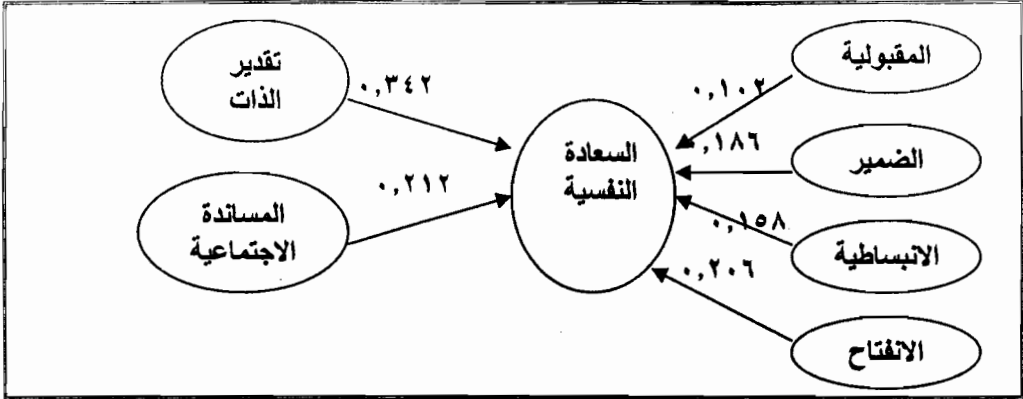 المقبولية
٠,١٠٢
الضمير
٠,١٨٦
الانبساطية
٠,١٥٨
الانفتاح
٠,٢٠٦
السعادة
النفسية
تقدير
الذات
٠,٣٤٢
المساندة
الاجتماعية
٠,٢١٢